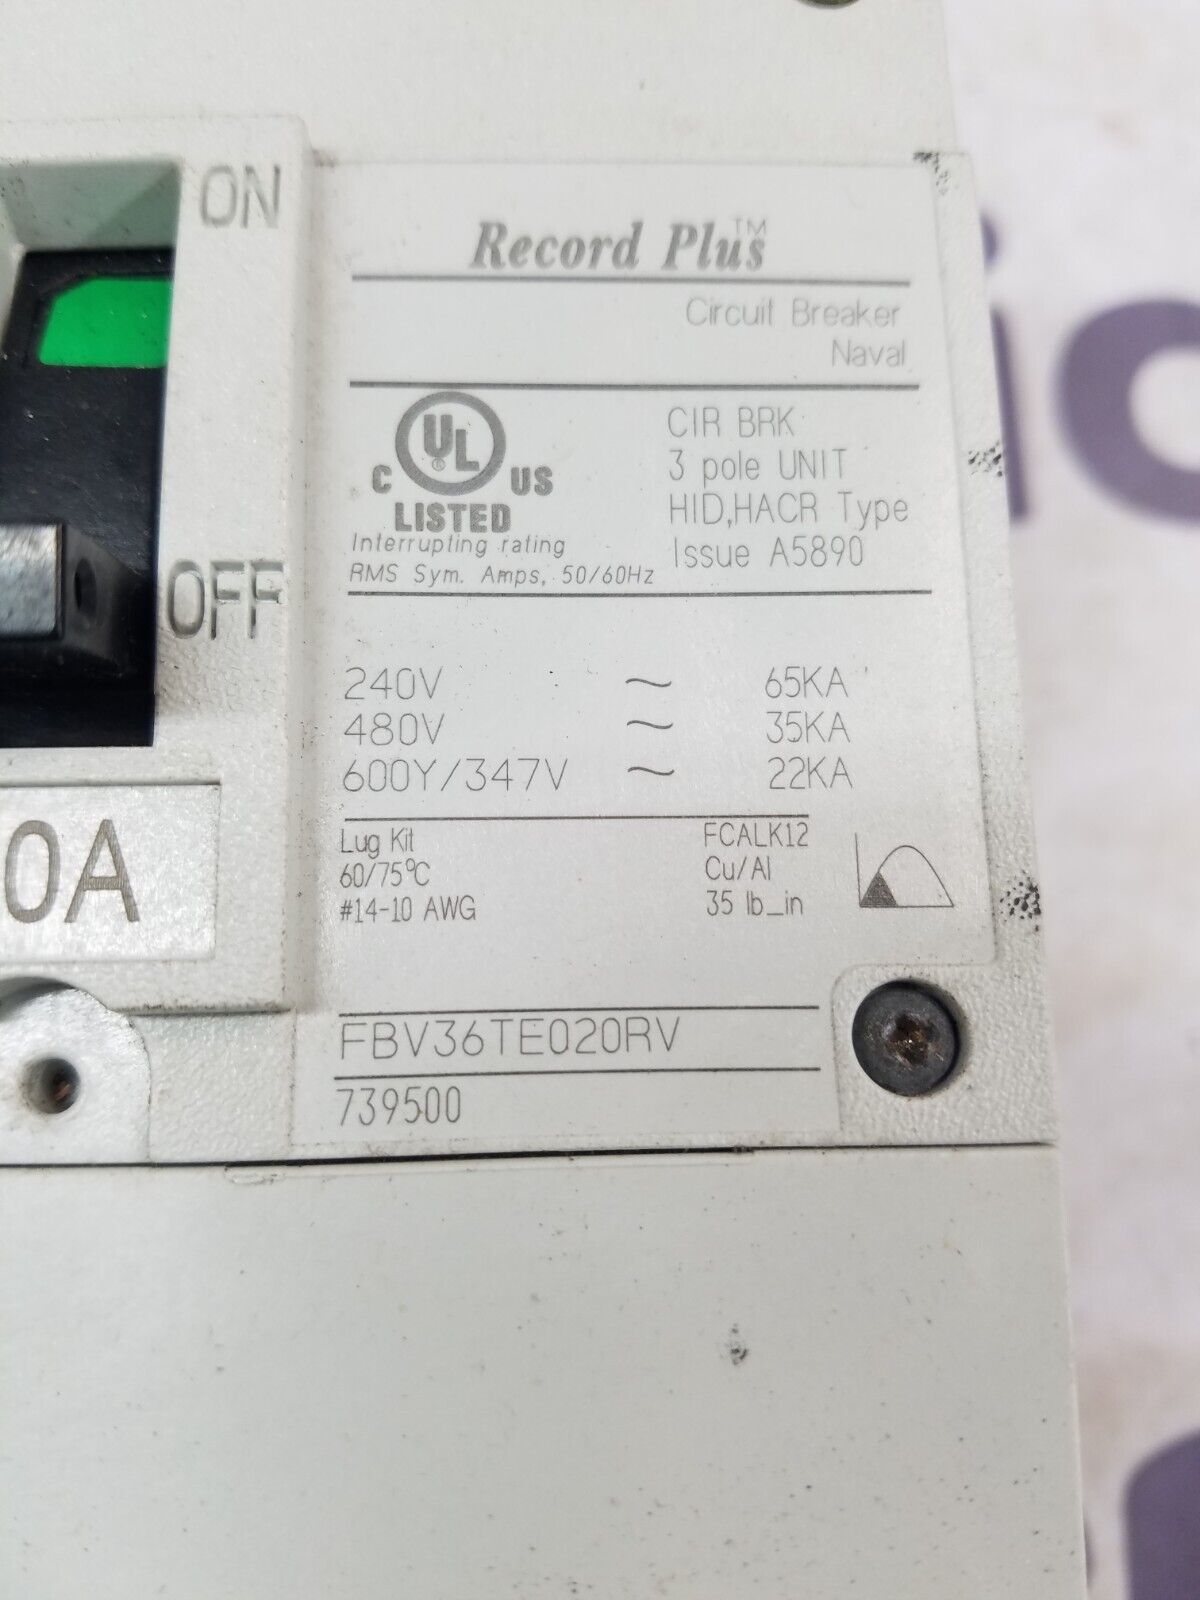 ON
Record Plus™
Circuit Breaker
Naval
C UL® US
LISTED
CIR BRK
3 pole UNIT
HID,HACR Type
Issue A5890
Interrupting rating
RMS Sym. Amps, 50/60Hz
OFF
240V ~ 65KA
480V ~ 35KA
600Y/347V ~ 22KA
0A
Lug Kit FCALK12
60/75°C Cu/Al
#14-10 AWG 35 lb_in
FBV36TE020RV
739500